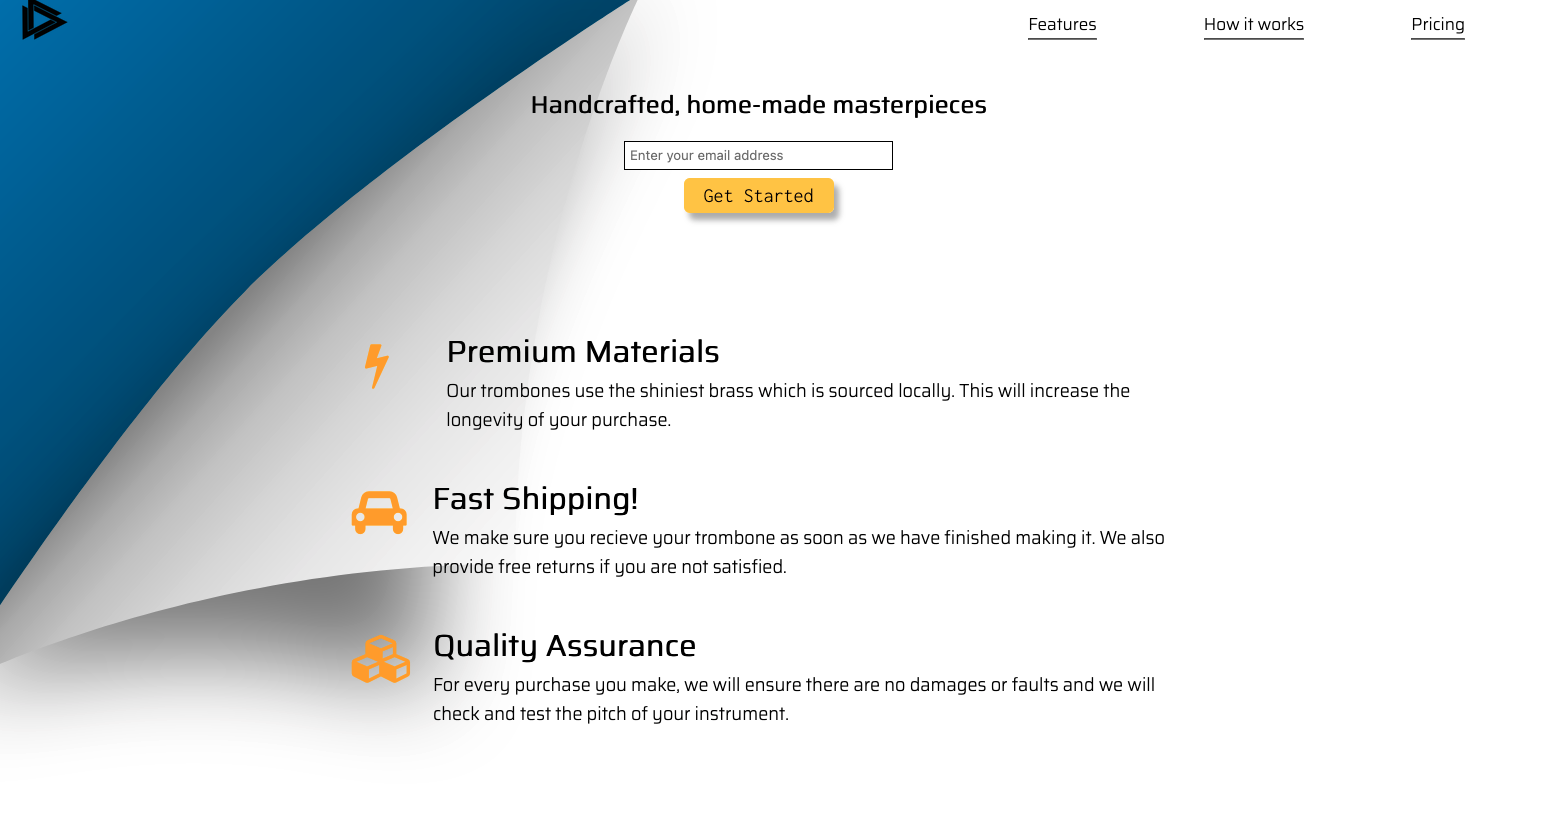 Features How it works Pricing
Handcrafted, home-made masterpieces
Enter your email address
Get Started
Premium Materials
Our trombones use the shiniest brass which is sourced locally. This will increase the
longevity of your purchase.
Fast Shipping!
We make sure you recieve your trombone as soon as we have finished making it. We also
provide free returns if you are not satisfied.
Quality Assurance
For every purchase you make, we will ensure there are no damages or faults and we will
check and test the pitch of your instrument.